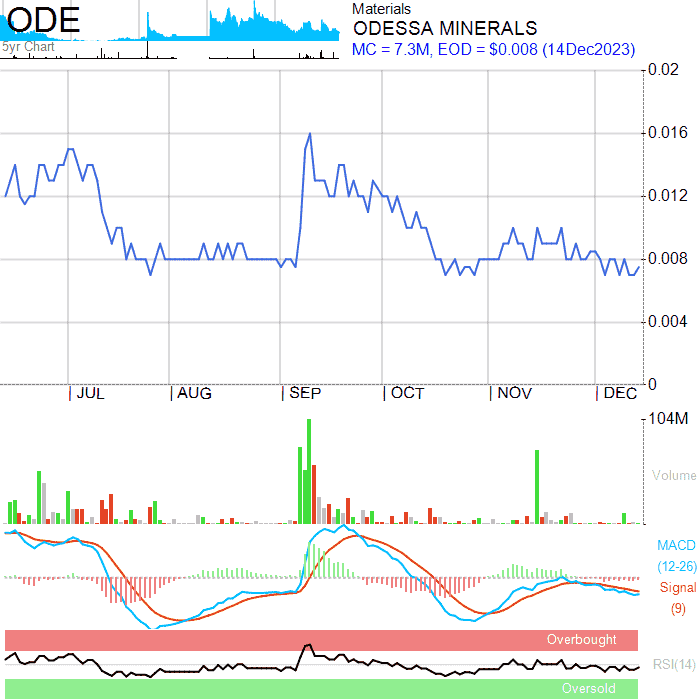 ODE
5yr Chart
Materials
ODESSA MINERALS
MC = 7.3M, EOD = $0.008 (14Dec2023)
0.02
0.016
0.012
0.008
0.004
0
JUL
AUG
SEP
OCT
NOV
DEC
104M
Volume
MACD
(12-26)
Signal
(9)
Overbought
RSI(14)
Oversold